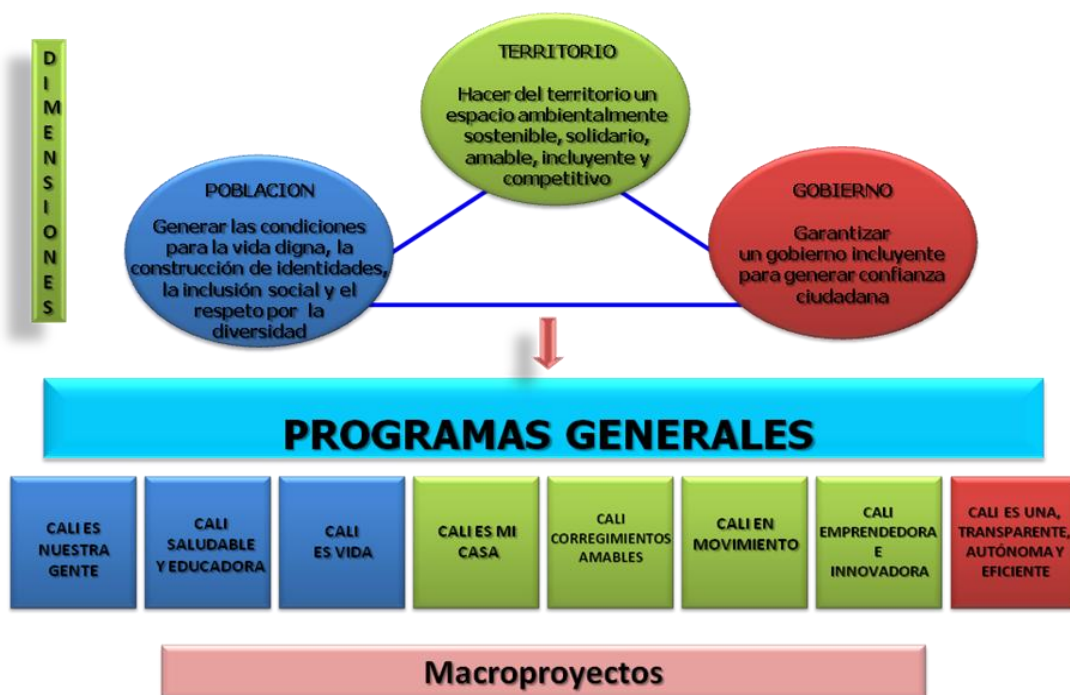 DIMENSIONES
TERRITORIO
Hacer del territorio un
espacio ambientalmente
sostenible, solidario,
amable, incluyente y
competitivo
POBLACION
Generar las condiciones
para la vida digna, la
construcción de identidades,
la inclusión social y el
respeto por la
diversidad
GOBIERNO
Garantizar
un gobierno incluyente
para generar confianza
ciudadana
PROGRAMAS GENERALES
CALI ES
NUESTRA
GENTE
CALI
SALUDABLE
Y EDUCADORA
CALI
ES VIDA
CALI ES MI
CASA
CALI
CORREGIMIENTOS
AMABLES
CALI EN
MOVIMIENTO
CALI
EMPRENDEDORA
E
INNOVADORA
CALI ES UNA,
TRANSPARENTE,
AUTÓNOMA Y
EFICIENTE
Macroproyectos